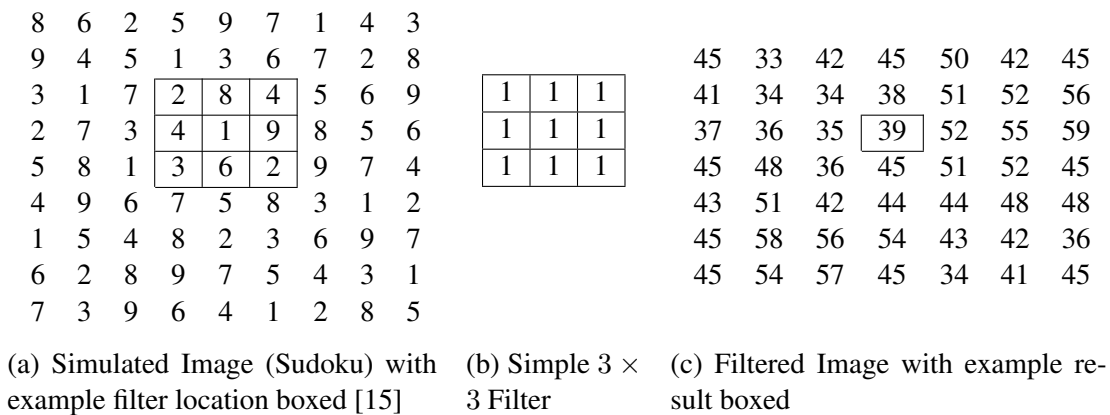 8 6 2 5 9 7 1 4 3
9 4 5 1 3 6 7 2 8
3 1 7 2 8 4 5 6 9
2 7 3 4 1 9 8 5 6
5 8 1 3 6 2 9 7 4
4 9 6 7 5 8 3 1 2
1 5 4 8 2 3 6 9 7
6 2 8 9 7 5 4 3 1
7 3 9 6 4 1 2 8 5
(a) Simulated Image (Sudoku) with
example filter location boxed [15]
1 1 1
1 1 1
1 1 1
(b) Simple 3 ×
3 Filter
45 33 42 45 50 42 45
41 34 34 38 51 52 56
37 36 35 39 52 55 59
45 48 36 45 51 52 45
43 51 42 44 44 48 48
45 58 56 54 43 42 36
45 54 57 45 34 41 45
(c) Filtered Image with example re-
sult boxed